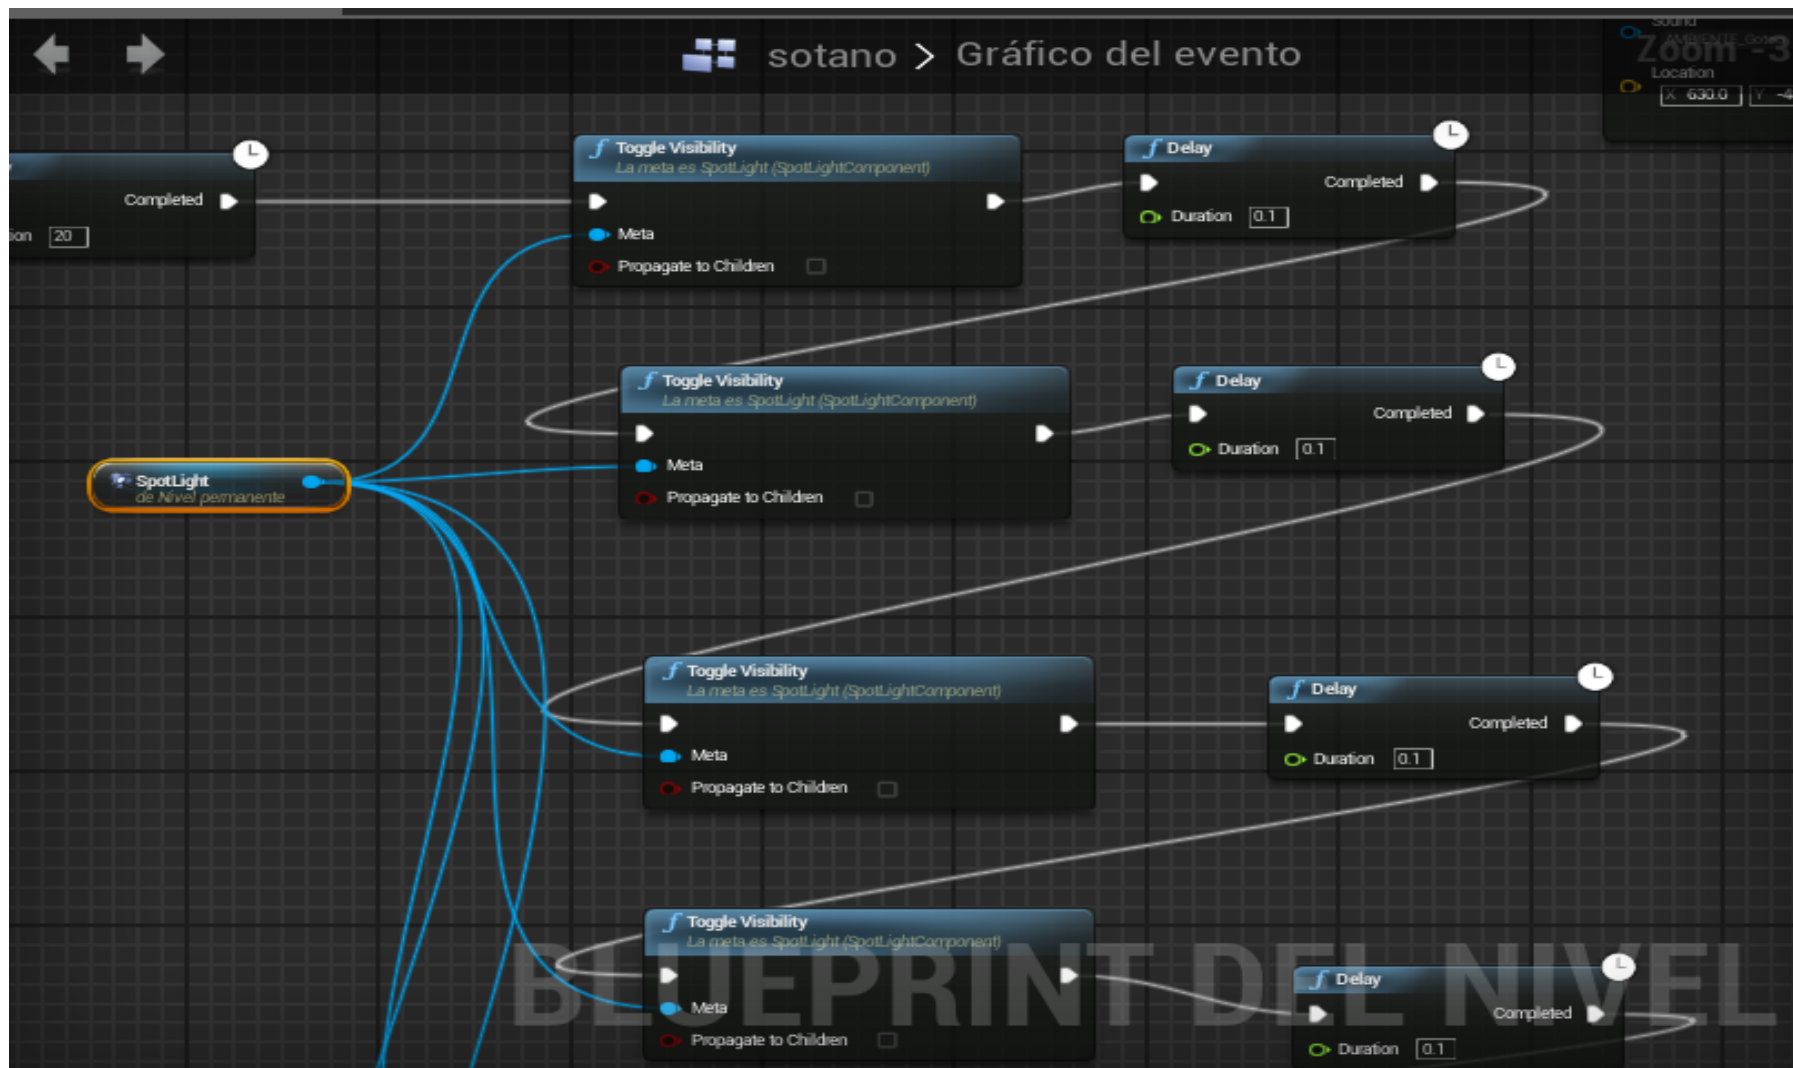 sotano > Gráfico del evento
Zoom -3
Sound
Location
X 630.0 Y -4
Completed
ion 20
Toggle Visibility
La meta es SpotLight (SpotLightComponent)
Meta
Propagate to Children
Delay
Completed
Duration 0.1
Toggle Visibility
La meta es SpotLight (SpotLightComponent)
Meta
Propagate to Children
Delay
Completed
Duration 0.1
SpotLight
de Nivel permanente
Toggle Visibility
La meta es SpotLight (SpotLightComponent)
Meta
Propagate to Children
Delay
Completed
Duration 0.1
Toggle Visibility
La meta es SpotLight (SpotLightComponent)
Meta
Propagate to Children
Delay
Completed
Duration 0.1
BLUEPRINT DEL NIVEL